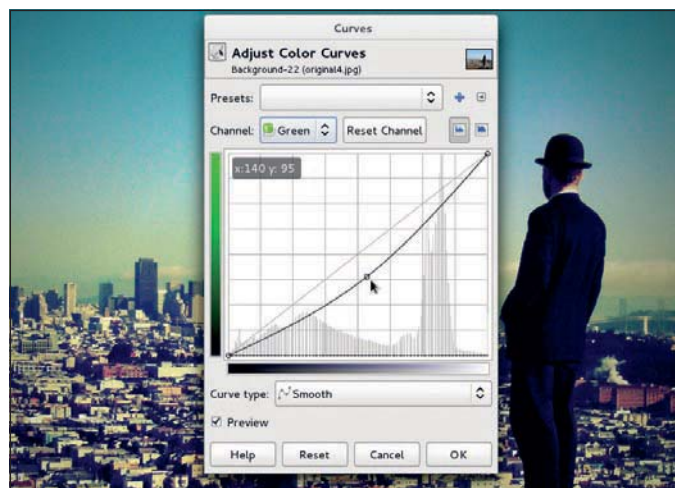 Curves
Adjust Color Curves
Background-22 (original4.jpg)
Presets:
Channel: Green Reset Channel
x:140 y: 95
Curve type: Smooth
Preview
Help Reset Cancel OK